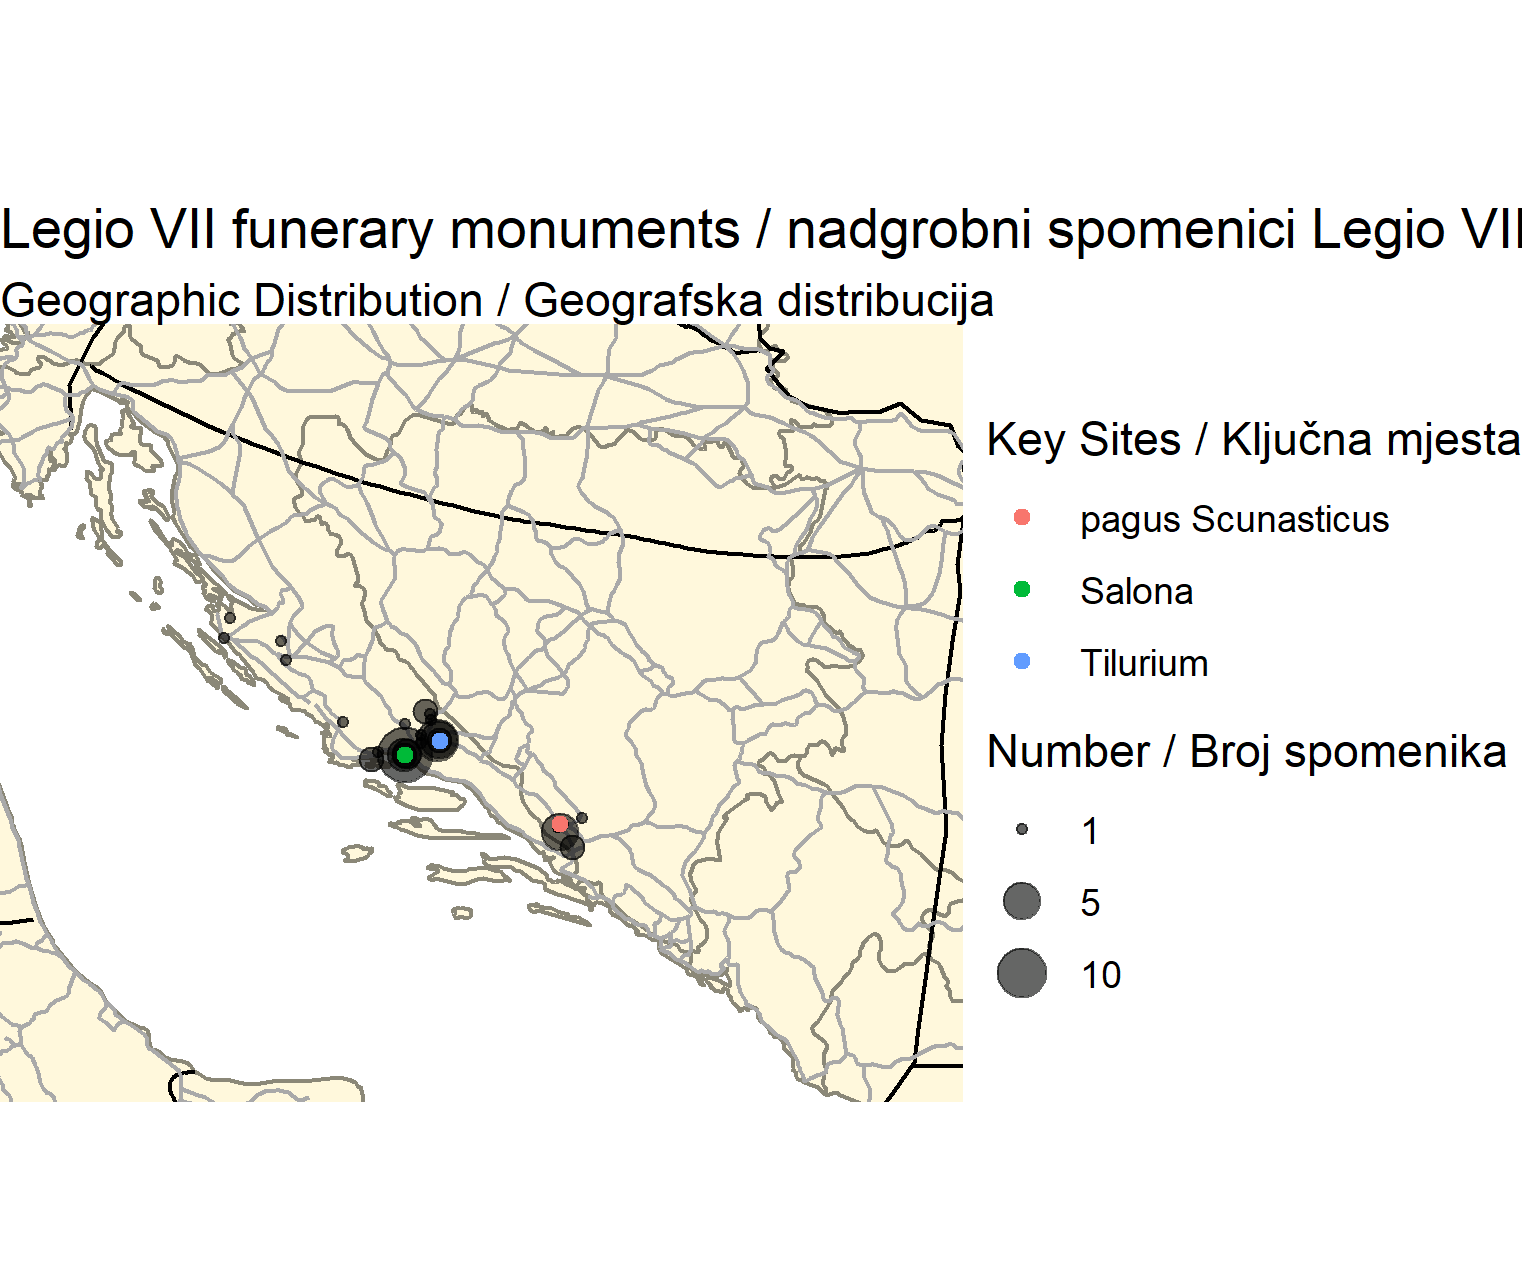 Legio VII funerary monuments / nadgrobni spomenici Legio VII
Geographic Distribution / Geografska distribucija
Key Sites / Ključna mjesta
pagus Scunasticus
Salona
Tilurium
Number / Broj spomenika
1
5
10